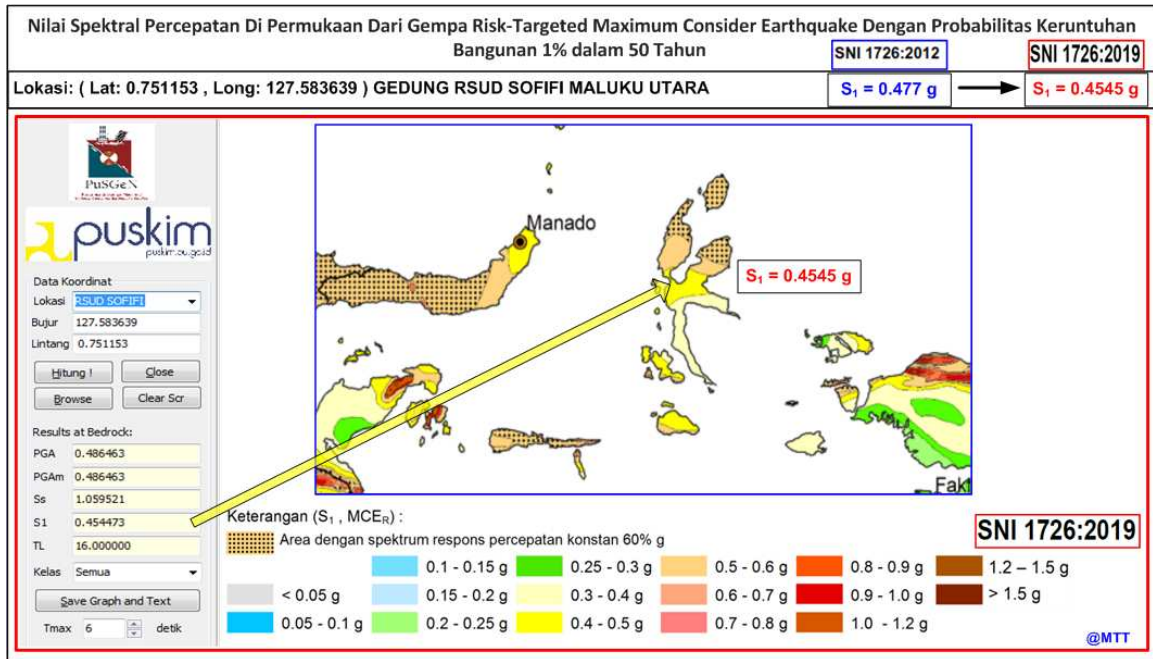 Nilai Spektral Percepatan Di Permukaan Dari Gempa Risk-Targeted Maximum Consider Earthquake Dengan Probabilitas Keruntuhan
Bangunan 1% dalam 50 Tahun
SNI 1726:2012
SNI 1726:2019
Lokasi: ( Lat: 0.751153 , Long: 127.583639 ) GEDUNG RSUD SOFIFI MALUKU UTARA
S₁ = 0.477 g
S₁ = 0.4545 g
PuSGeN
puskim
puskim.pu.go.id
Data Koordinat
Lokasi RSUD SOFIFI
Bujur 127.583639
Lintang 0.751153
Hitung !
Close
Browse
Clear Scr
Results at Bedrock:
PGA 0.486463
PGAm 0.486463
Ss 1.059521
S1 0.454473
TL 16.000000
Kelas Semua
Save Graph and Text
Tmax 6 detik
Manado
S₁ = 0.4545 g
Fakf
Keterangan (S₁ , MCE_R) :
SNI 1726:2019
Area dengan spektrum respons percepatan konstan 60% g
0.1 - 0.15 g
0.25 - 0.3 g
0.5 - 0.6 g
0.8 - 0.9 g
1.2 – 1.5 g
< 0.05 g
0.15 - 0.2 g
0.3 - 0.4 g
0.6 - 0.7 g
0.9 - 1.0 g
> 1.5 g
0.05 - 0.1 g
0.2 - 0.25 g
0.4 - 0.5 g
0.7 - 0.8 g
1.0 - 1.2 g
@MTT